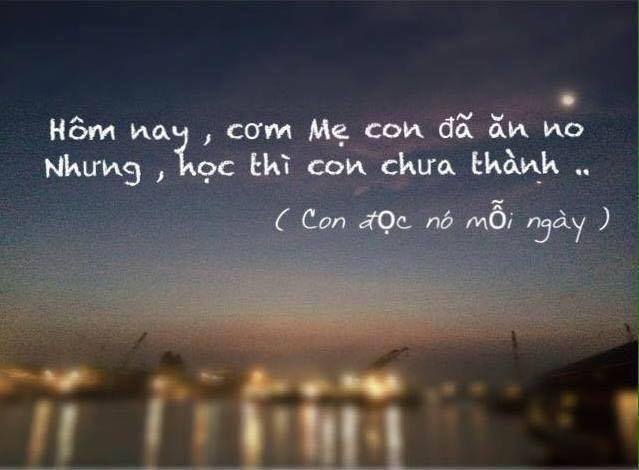 Hôm nay , cơm Mẹ con đã ăn no
Nhưng , học thì con chưa thành ..
( Con đọc nó mỗi ngày )